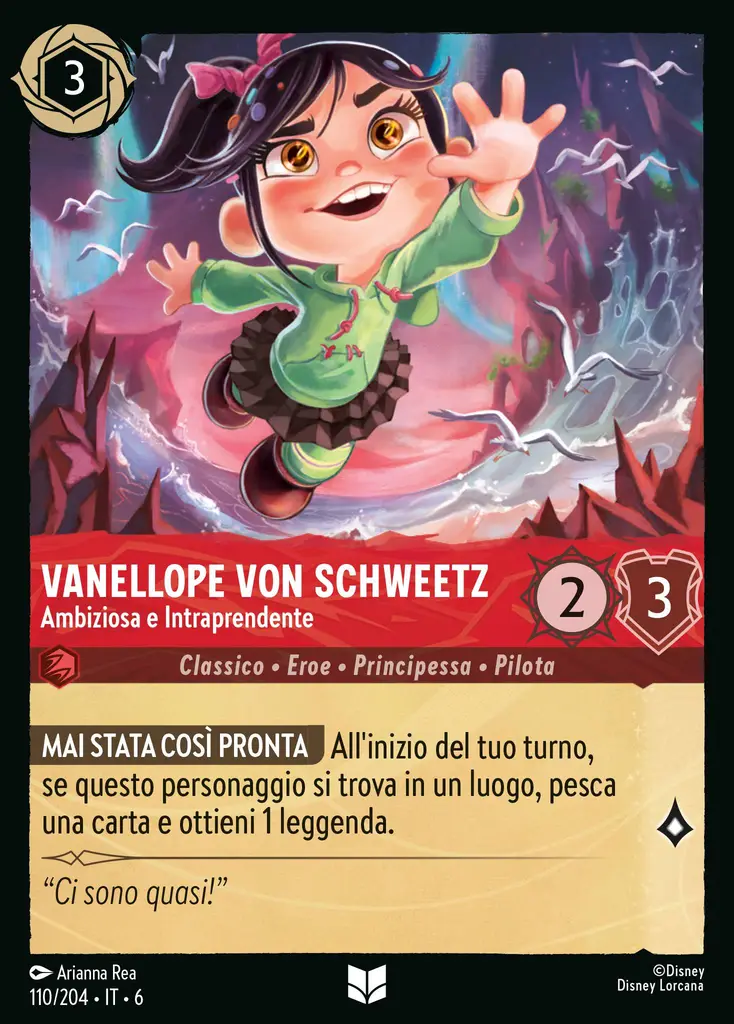 3
VANELLOPE VON SCHWEETZ
Ambiziosa e Intraprendente
2
3
Classico • Eroe • Principessa • Pilota
MAI STATA COSÌ PRONTA All'inizio del tuo turno,
se questo personaggio si trova in un luogo, pesca
una carta e ottieni 1 leggenda.
“Ci sono quasi!”
Arianna Rea
110/204 • IT • 6
©Disney
Disney Lorcana